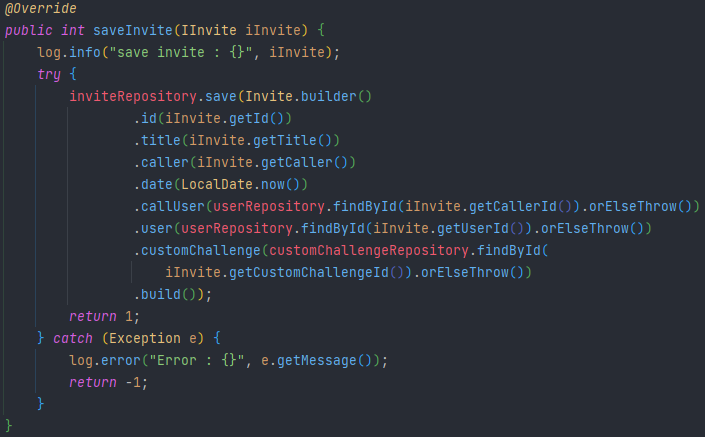 @Override
public int saveInvite(IInvite iInvite) {
log.info("save invite : {}", iInvite);
try {
inviteRepository.save(Invite.builder()
.id(iInvite.getId())
.title(iInvite.getTitle())
.caller(iInvite.getCaller())
.date(LocalDate.now())
.callUser(userRepository.findById(iInvite.getCallerId()).orElseThrow())
.user(userRepository.findById(iInvite.getUserId()).orElseThrow())
.customChallenge(customChallengeRepository.findById(
iInvite.getCustomChallengeId()).orElseThrow())
.build());
return 1;
} catch (Exception e) {
log.error("Error : {}", e.getMessage());
return -1;
}
}